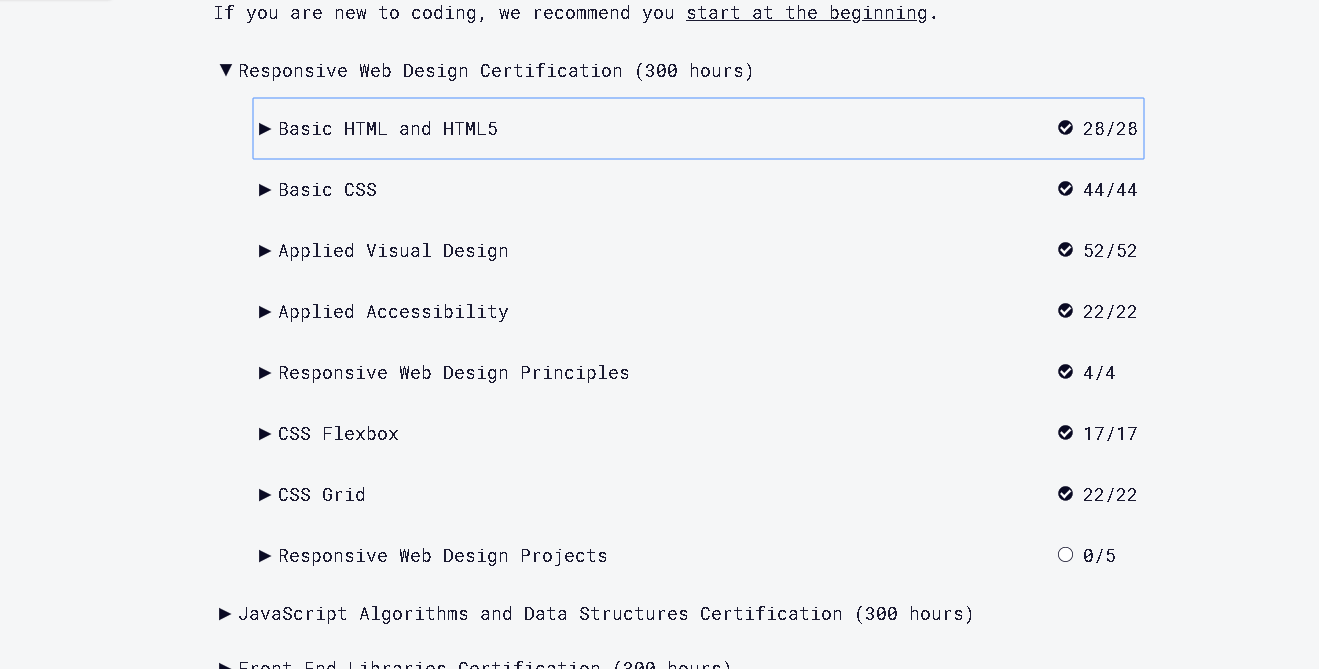 If you are new to coding, we recommend you start at the beginning.
Responsive Web Design Certification (300 hours)
Basic HTML and HTML5 28/28
Basic CSS 44/44
Applied Visual Design 52/52
Applied Accessibility 22/22
Responsive Web Design Principles 4/4
CSS Flexbox 17/17
CSS Grid 22/22
Responsive Web Design Projects 0/5
JavaScript Algorithms and Data Structures Certification (300 hours)
Front End Libraries Certification (300 hours)